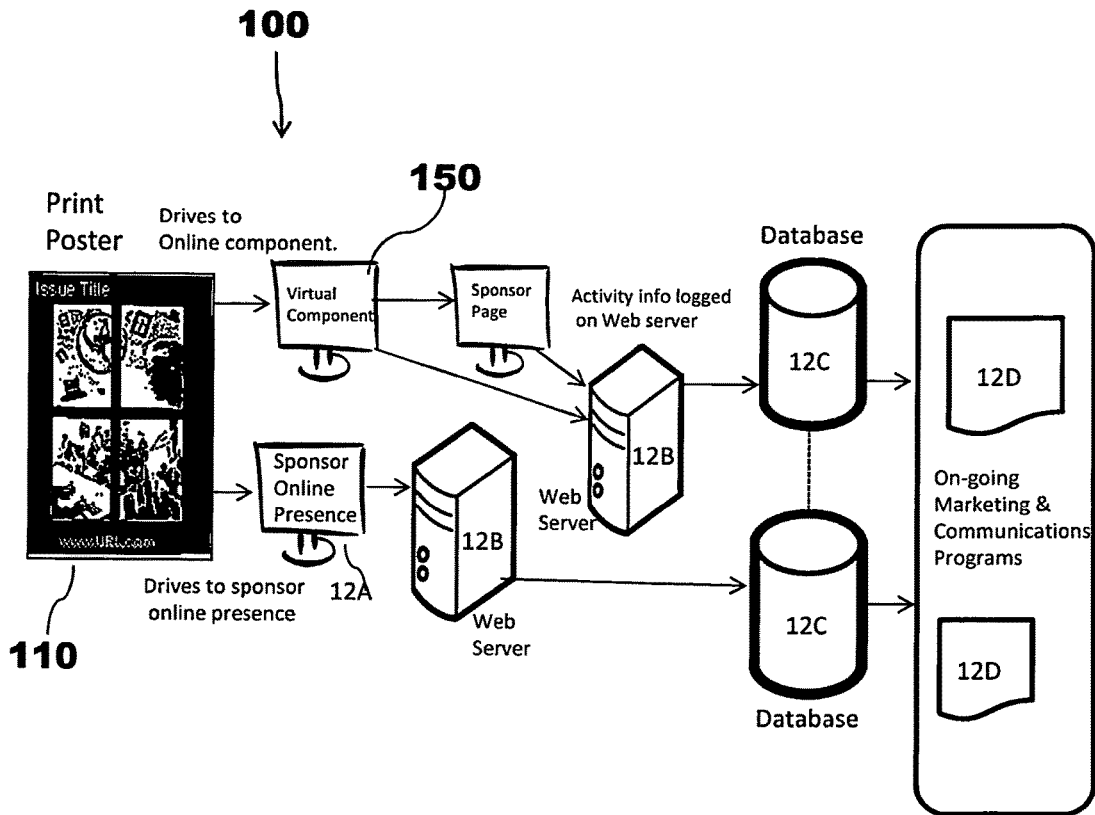 100
150
Print
Poster
Drives to
Online component.
Issue Title
www.URL.com
110
Virtual
Component
Sponsor
Page
Activity info logged
on Web server
Database
12C
12D
12B
Web
Server
Sponsor
Online
Presence
12A
Drives to sponsor
online presence
12B
Web
Server
12C
Database
On-going
Marketing &
Communications
Programs
12D